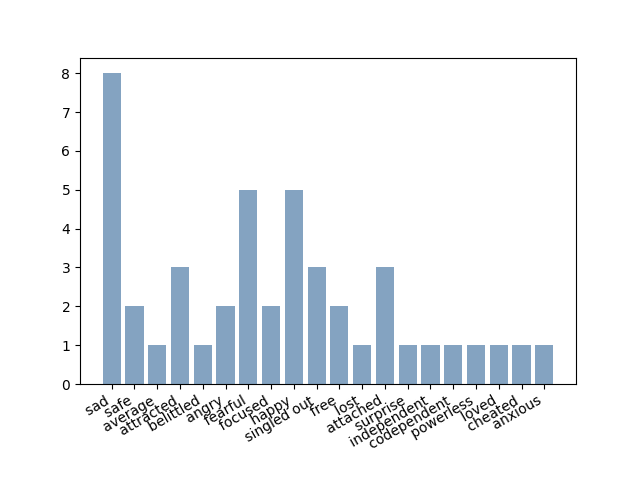 8
7
6
5
4
3
2
1
0
sad
safe
average
attracted
belittled
angry
fearful
focused
happy
singled out
free
lost
attached
surprise
independent
codependent
powerless
loved
cheated
anxious